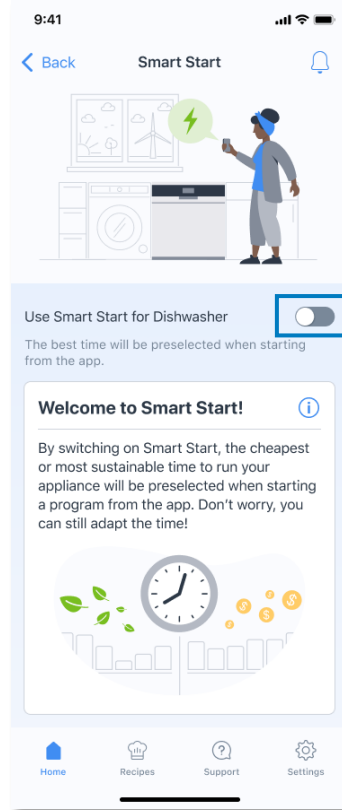 9:41
Back
Smart Start
Use Smart Start for Dishwasher
The best time will be preselected when starting
from the app.
Welcome to Smart Start!
By switching on Smart Start, the cheapest
or most sustainable time to run your
appliance will be preselected when starting
a program from the app. Don’t worry, you
can still adapt the time!
Home
Recipes
Support
Settings